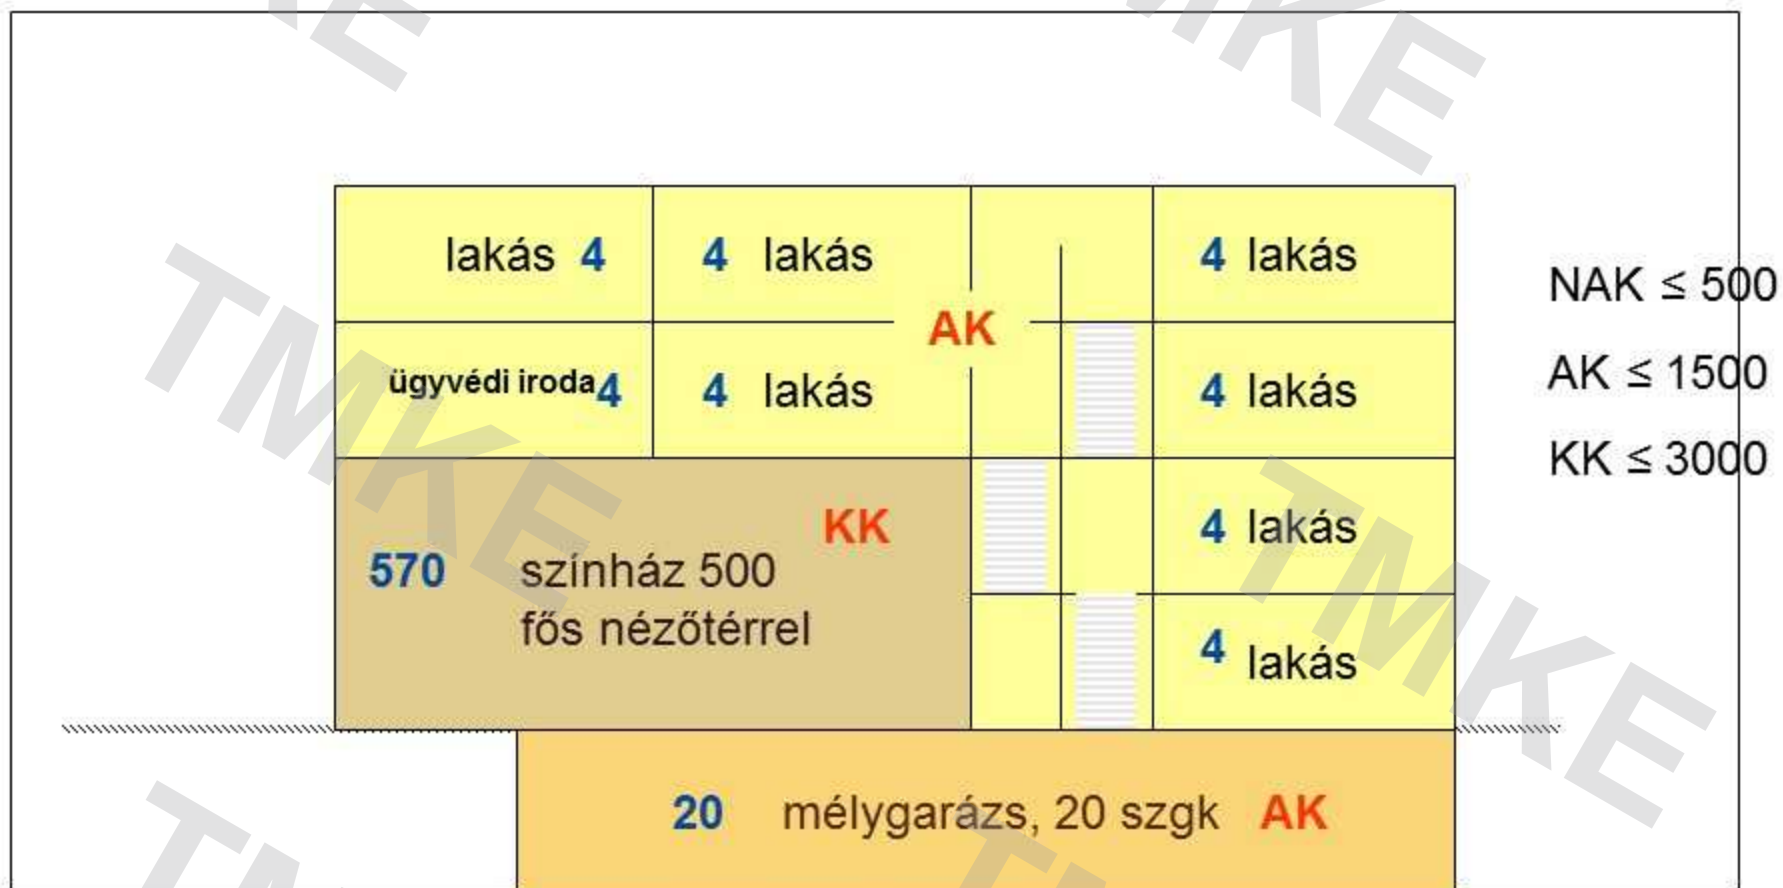 TMKE
TMKE
lakás 4
4 lakás
4 lakás
NAK ≤ 500
AK
ügyvédi iroda 4
4 lakás
4 lakás
AK ≤ 1500
KK
4 lakás
KK ≤ 3000
570 színház 500
fős nézőtérrel
4 lakás
TMKE
TMKE
20 mélygarázs, 20 szgk AK